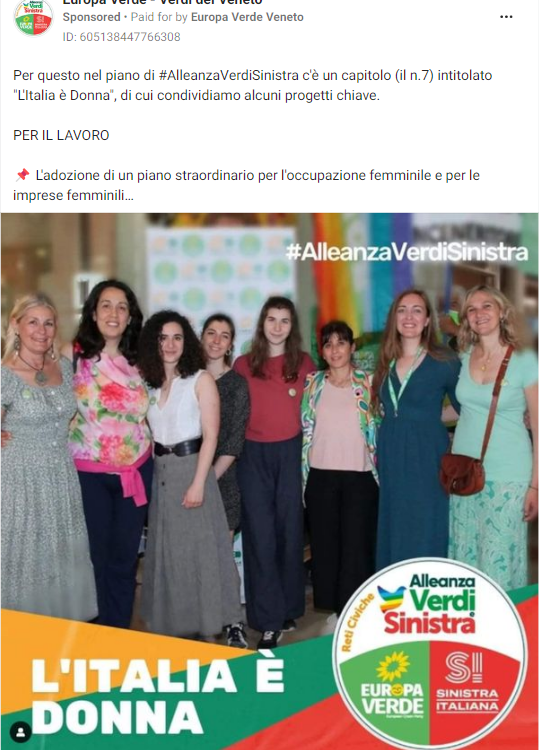 Europa Verde - Verdi del Veneto
Sponsored • Paid for by Europa Verde Veneto
ID: 605138447766308
Per questo nel piano di #AlleanzaVerdiSinistra c'è un capitolo (il n.7) intitolato
"L'Italia è Donna", di cui condividiamo alcuni progetti chiave.
PER IL LAVORO
📌 L'adozione di un piano straordinario per l'occupazione femminile e per le
imprese femminili...
#AlleanzaVerdiSinistra
L'ITALIA È
DONNA
Reti Civiche
Alleanza
Verdi
Sinistra
EUROPA
VERDE
SI
SINISTRA
ITALIANA